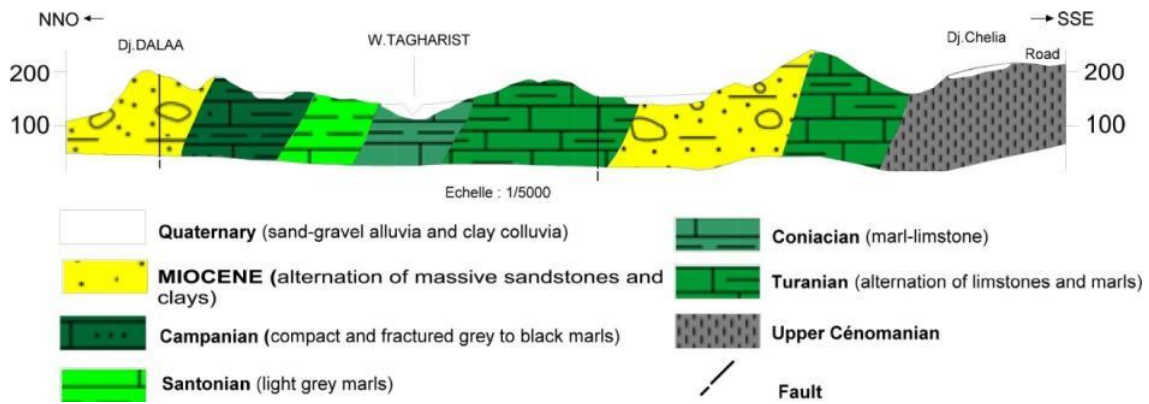 NNO ← → SSE
Dj.DALAA W.TAGHARIST Dj.Chelia
Road
200 200
100 100
Echelle : 1/5000
Quaternary (sand-gravel alluvia and clay colluvia)
MIOCENE (alternation of massive sandstones and
clays)
Campanian (compact and fractured grey to black marls)
Santonian (light grey marls)
Coniacian (marl-limstone)
Turanian (alternation of limstones and marls)
Upper Cénomanian
Fault